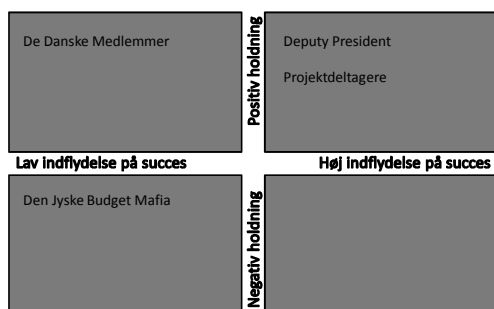 De Danske Medlemmer
Positiv holdning
Deputy President
Projektdeltagere
Lav indflydelse på succes
Høj indflydelse på succes
Den Jyske Budget Mafia
Negativ holdning